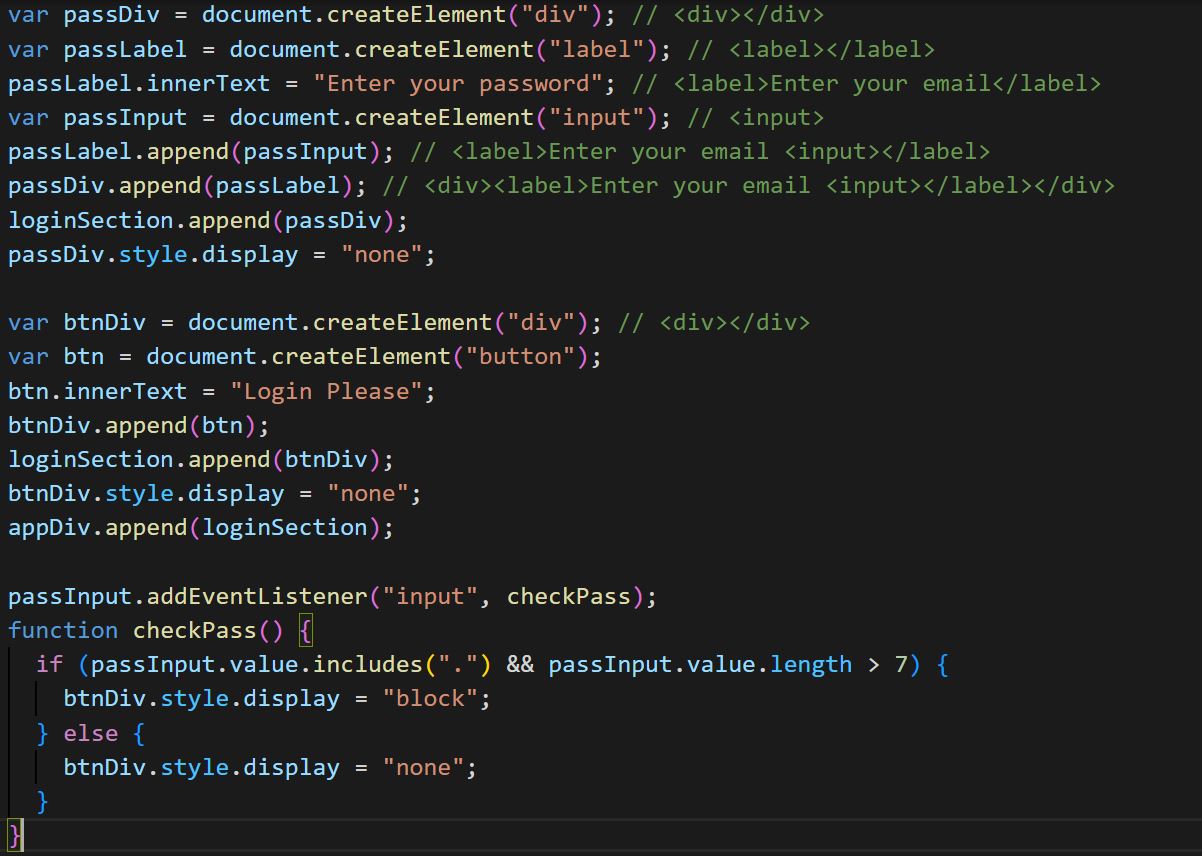 var passDiv = document.createElement("div"); // <div></div>
var passLabel = document.createElement("label"); // <label></label>
passLabel.innerText = "Enter your password"; // <label>Enter your email</label>
var passInput = document.createElement("input"); // <input>
passLabel.append(passInput); // <label>Enter your email <input></label>
passDiv.append(passLabel); // <div><label>Enter your email <input></label></div>
loginSection.append(passDiv);
passDiv.style.display = "none";

var btnDiv = document.createElement("div"); // <div></div>
var btn = document.createElement("button");
btn.innerText = "Login Please";
btnDiv.append(btn);
loginSection.append(btnDiv);
btnDiv.style.display = "none";
appDiv.append(loginSection);

passInput.addEventListener("input", checkPass);
function checkPass() {
  if (passInput.value.includes(".") && passInput.value.length > 7) {
    btnDiv.style.display = "block";
  } else {
    btnDiv.style.display = "none";
  }
}